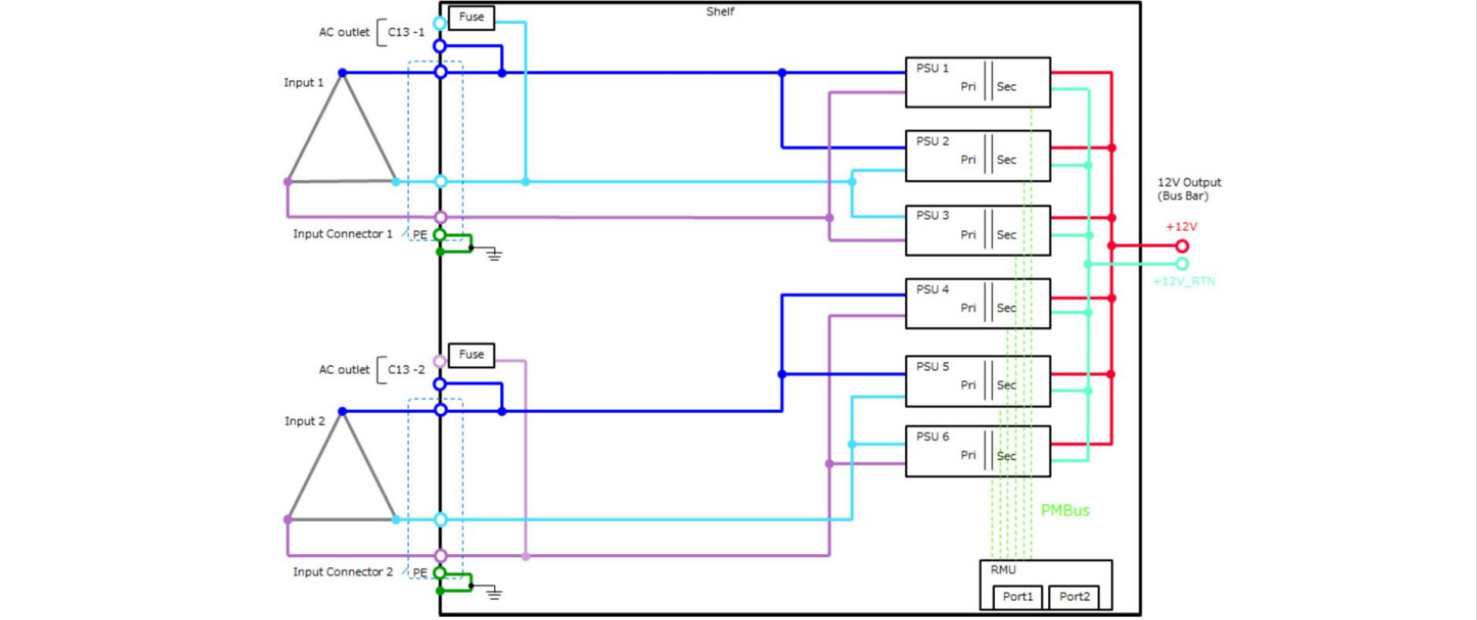 Shelf
Fuse
AC outlet
C13 -1
Input 1
PSU 1
Pri
Sec
PSU 2
Pri
Sec
12V Output
(Bus Bar)
PSU 3
Pri
Sec
+12V
Input Connector 1
PE
+12V_RTN
PSU 4
Pri
Sec
Fuse
AC outlet
C13 -2
PSU 5
Pri
Sec
Input 2
PSU 6
Pri
Sec
PMBus
Input Connector 2
PE
RMU
Port1
Port2